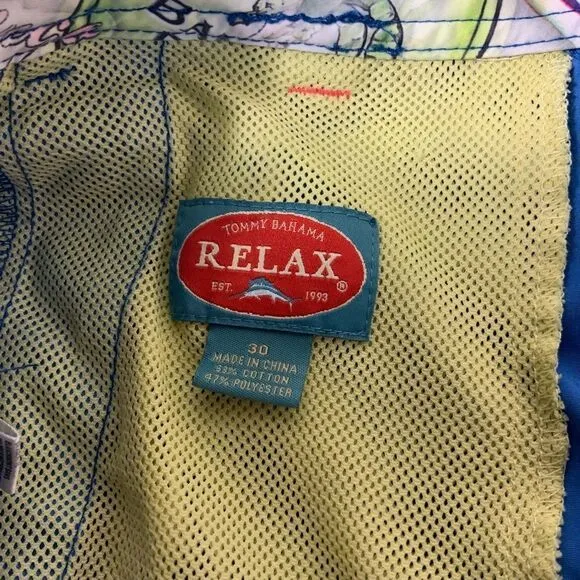 TOMMY BAHAMA
RELAX®
EST. 1993
30
MADE IN CHINA
53% COTTON
47% POLYESTER